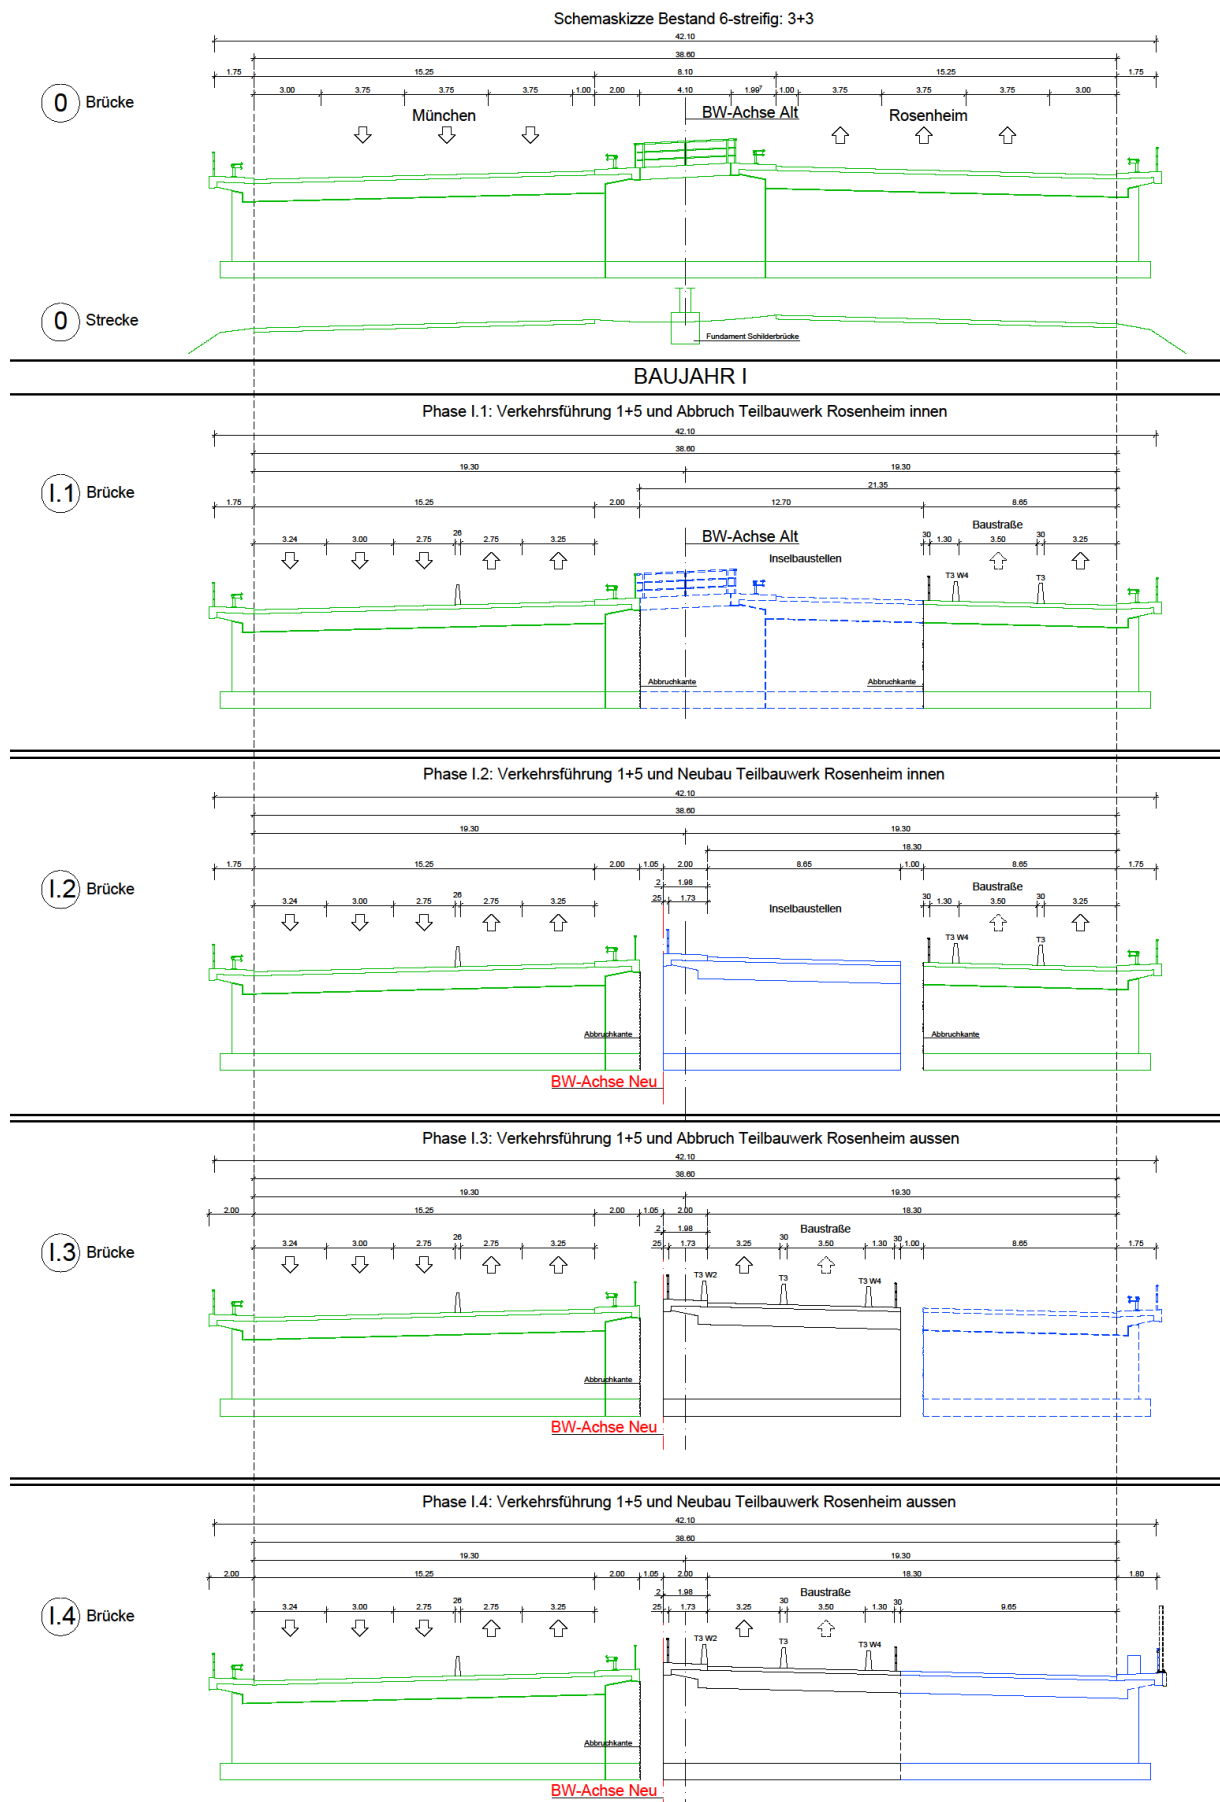 Schemaskizze Bestand 6-streifig: 3+3
42.10
38.60
1.75 15.25 8.10 15.25 1.75
0 Brücke
3.00 3.75 3.75 3.75 1.00 2.00 4.10 1.99⁷ 1.00 3.75 3.75 3.75 3.00
München BW-Achse Alt Rosenheim
0 Strecke
Fundament Schilderbrücke
BAUJAHR I
Phase I.1: Verkehrsführung 1+5 und Abbruch Teilbauwerk Rosenheim innen
42.10
38.60
19.30 19.30
21.35
I.1 Brücke
1.75 15.25 2.00 12.70 8.65
Baustraße
3.24 3.00 2.75 26 2.75 3.25 30 1.30 3.50 30 3.25
BW-Achse Alt
Inselbaustellen
T3 W4 T3
Abbruchkante Abbruchkante
Phase I.2: Verkehrsführung 1+5 und Neubau Teilbauwerk Rosenheim innen
42.10
38.60
19.30 19.30
18.30
1.75 15.25 2.00 1.05 2.00 8.65 1.00 8.65 1.75
I.2 Brücke
2 1.98 Baustraße
3.24 3.00 2.75 26 2.75 3.25 25 1.73 30 1.30 3.50 30 3.25
Inselbaustellen
T3 W4 T3
Abbruchkante Abbruchkante
BW-Achse Neu
Phase I.3: Verkehrsführung 1+5 und Abbruch Teilbauwerk Rosenheim aussen
42.10
38.60
19.30 19.30
2.00 15.25 2.00 1.05 2.00 18.30
2 1.98 Baustraße
I.3 Brücke
3.24 3.00 2.75 26 2.75 3.25 25 1.73 3.25 30 3.50 1.30 30 1.00 8.65 1.75
T3 W2 T3 T3 W4
Abbruchkante
BW-Achse Neu
Phase I.4: Verkehrsführung 1+5 und Neubau Teilbauwerk Rosenheim aussen
42.10
38.60
19.30 19.30
2.00 15.25 2.00 1.05 2.00 18.30 1.80
2 1.98 Baustraße
I.4 Brücke
3.24 3.00 2.75 26 2.75 3.25 25 1.73 3.25 30 3.50 1.30 30 9.65
T3 W2 T3 T3 W4
Abbruchkante
BW-Achse Neu